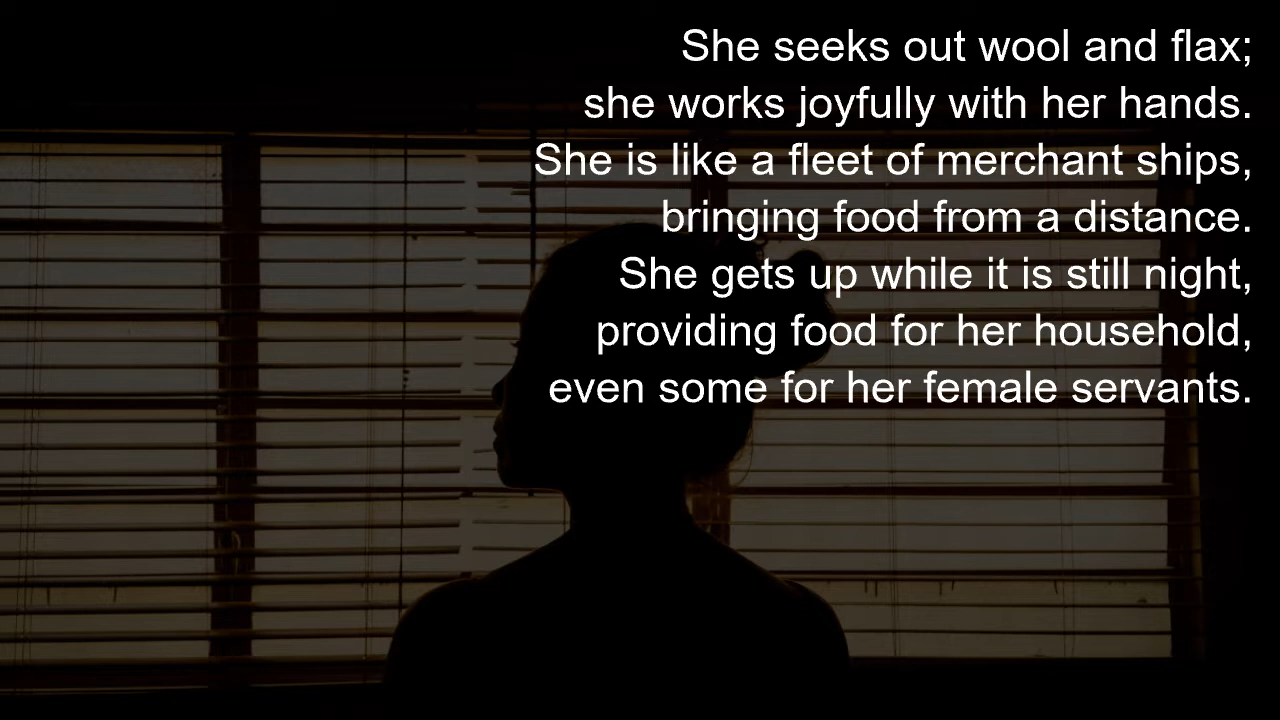 She seeks out wool and flax;
she works joyfully with her hands.
She is like a fleet of merchant ships,
bringing food from a distance.
She gets up while it is still night,
providing food for her household,
even some for her female servants.